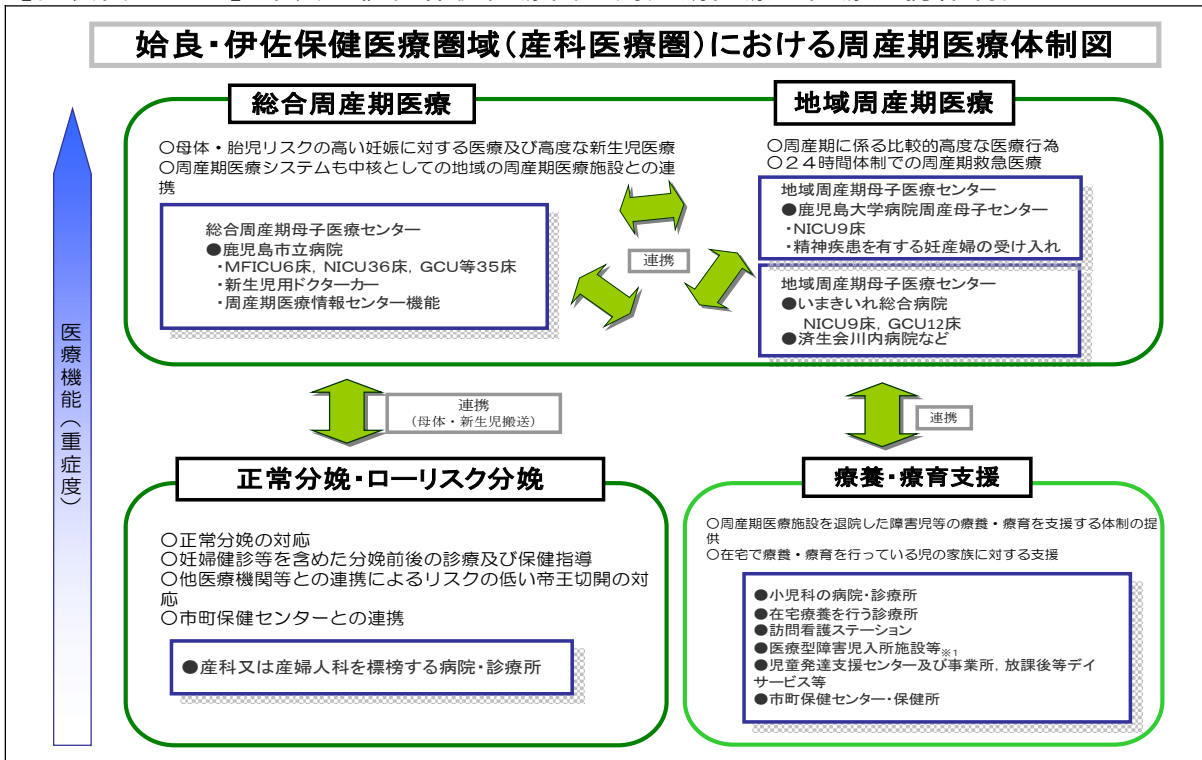 姶良・伊佐保健医療圏域(産科医療圏)における周産期医療体制図
総合周産期医療
○母体・胎児リスクの高い妊娠に対する医療及び高度な新生児医療
○周産期医療システムも中核としての地域の周産期医療施設との連
携
総合周産期母子医療センター
●鹿児島市立病院
・MFICU6床,NICU36床,GCU等35床
・新生児用ドクターカー
・周産期医療情報センター機能
地域周産期医療
○周産期に係る比較的高度な医療行為
○24時間体制での周産期救急医療
地域周産期母子医療センター
●鹿児島大学病院周産母子センター
・NICU9床
・精神疾患を有する妊産婦の受け入れ
地域周産期母子医療センター
●いまきいれ総合病院
NICU9床,GCU12床
●済生会川内病院など
連携
医療機能(重症度)
連携
(母体・新生児搬送)
連携
正常分娩・ローリスク分娩
○正常分娩の対応
○妊婦健診等を含めた分娩前後の診療及び保健指導
○他医療機関等との連携によるリスクの低い帝王切開の対
応
○市町保健センターとの連携
●産科又は産婦人科を標榜する病院・診療所
療養・療育支援
○周産期医療施設を退院した障害児等の療養・療育を支援する体制の提
供
○在宅で療養・療育を行っている児の家族に対する支援
●小児科の病院・診療所
●在宅療養を行う診療所
●訪問看護ステーション
●医療型障害児入所施設等※1
●児童発達支援センター及び事業所,放課後等デイ
サービス等
●市町保健センター・保健所